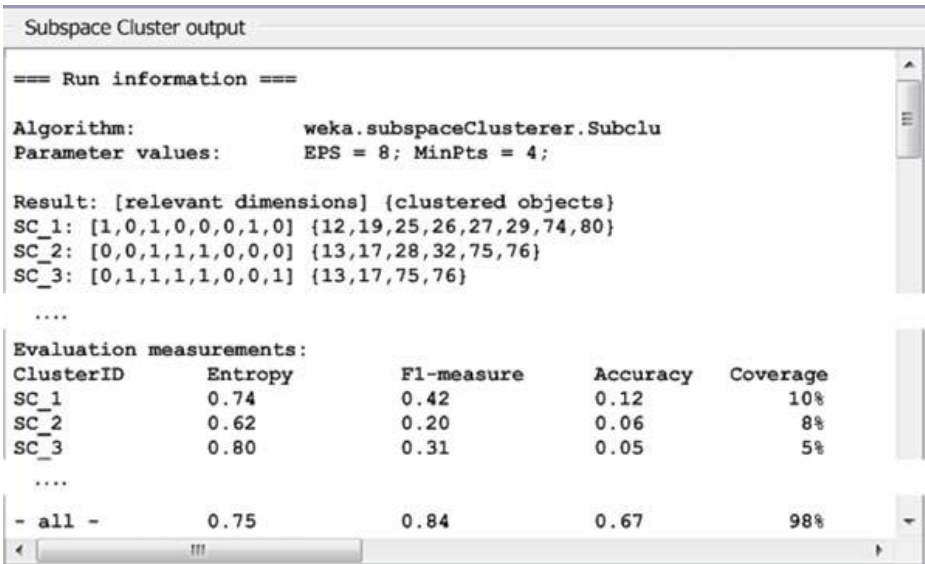 Subspace Cluster output
=== Run information ===
Algorithm: weka.subspaceClusterer.Subclu
Parameter values: EPS = 8; MinPts = 4;
Result: [relevant dimensions] {clustered objects}
SC_1: [1,0,1,0,0,0,1,0] {12,19,25,26,27,29,74,80}
SC_2: [0,0,1,1,1,0,0,0] {13,17,28,32,75,76}
SC_3: [0,1,1,1,1,0,0,1] {13,17,75,76}
....
Evaluation measurements:
ClusterID Entropy F1-measure Accuracy Coverage
SC_1 0.74 0.42 0.12 10%
SC_2 0.62 0.20 0.06 8%
SC_3 0.80 0.31 0.05 5%
....
- all - 0.75 0.84 0.67 98%